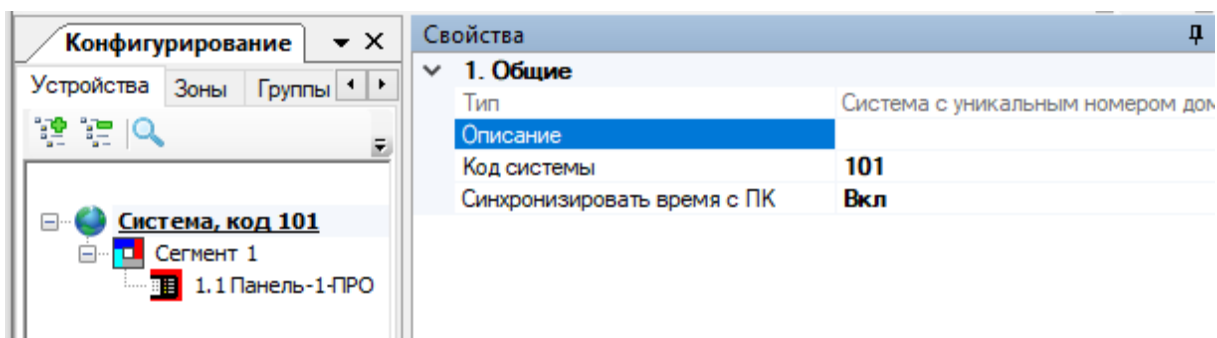 Конфигурирование
Устройства Зоны Группы
Система, код 101
Сегмент 1
1.1 Панель-1-ПРО
Свойства
1. Общие
Тип Система с уникальным номером дом
Описание
Код системы 101
Синхронизировать время с ПК Вкл